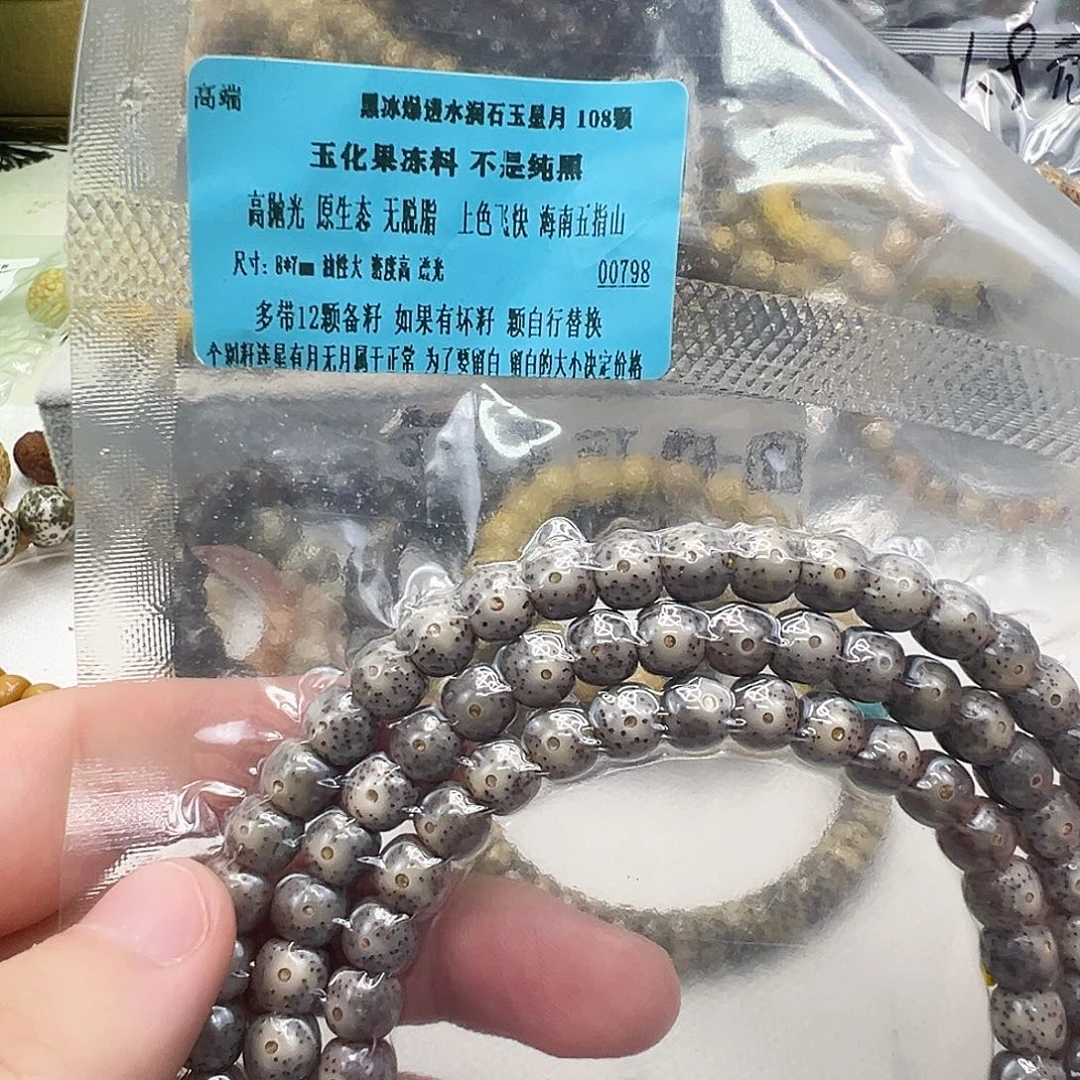 高端 黑冰爆透水润石玉星月 108颗
玉化果冻料 不是纯黑
高抛光 原生态 无脱脂 上色飞快 海南五指山
尺寸：8*7mm 油性大 密度高 透光 00798
多带12颗备籽 如果有坏籽 颗自行替换
个别籽连星有月无月属于正常 为了要留白 留白的大小决定价格
1.8